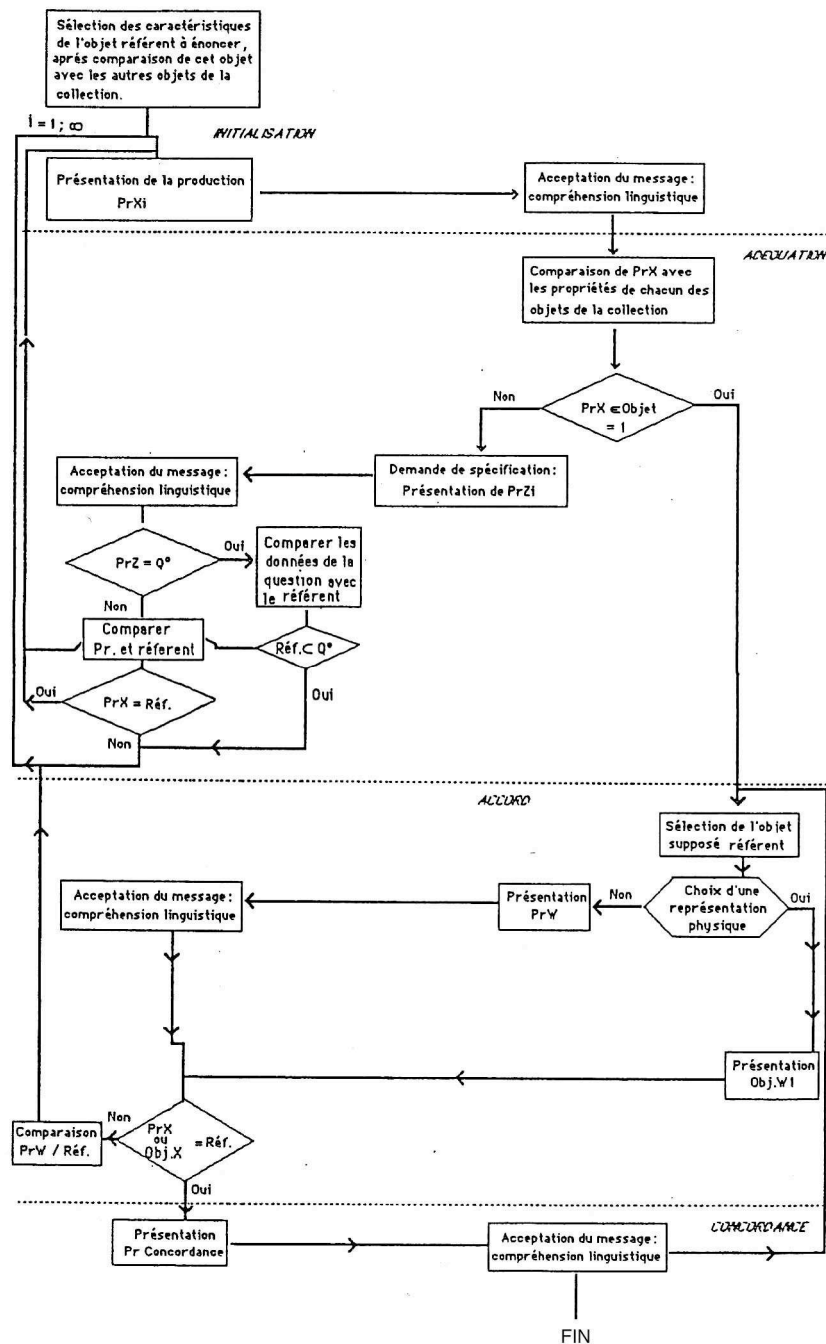 Sélection des caractéristiques
de l'objet référent à énoncer,
aprés comparaison de cet objet
avec les autres objets de la
collection.
i = 1 ; ∞
INITIALISATION
Présentation de la production
PrXi
Acceptation du message :
compréhension linguistique
ADEQUATION
Comparaison de PrX avec
les propriétés de chacun des
objets de la collection
Non
PrX ∈ Objet
= 1
Oui
Acceptation du message :
compréhension linguistique
Demande de spécification :
Présentation de PrZi
PrZ = Q°
Oui
Comparer les
données de la
question avec
le référent
Non
Comparer
Pr. et réferent
Réf. ⊂ Q°
Oui
Oui
PrX = Réf.
Non
ACCORD
Sélection de l'objet
supposé référent
Acceptation du message :
compréhension linguistique
Présentation
PrW
Non
Choix d'une
représentation
physique
Oui
Présentation
Obj.W1
Comparaison
PrW / Réf.
Non
PrX
ou
Obj.X
= Réf.
Oui
CONCORDANCE
Présentation
Pr Concordance
Acceptation du message :
compréhension linguistique
FIN